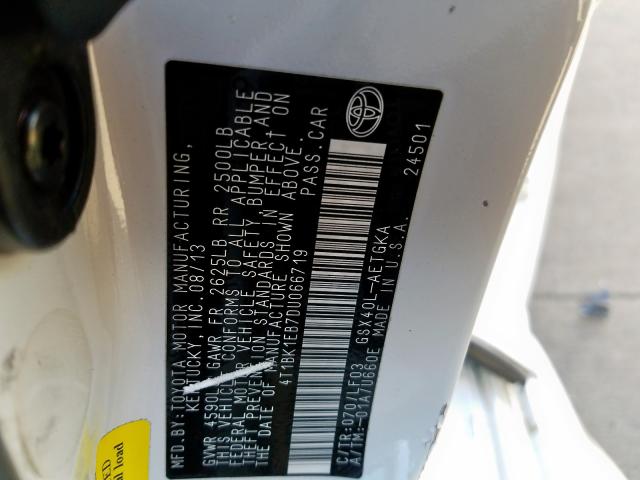 MFD.BY:TOYOTA MOTOR MANUFACTURING,
KENTUCKY,INC. 08/13
GAWR FR 2625LB RR 2500LB
THIS VEHICLE CONFORMS TO ALL APPLICABLE
FEDERAL MOTOR VEHICLE SAFETY, BUMPER AND
THEFT PREVENTION STANDARDS IN EFFECT ON
THE DATE OF MANUFACTURE SHOWN ABOVE.
4T1BK1EB7DU066719 PASS.CAR
C/TR:070/LF03 GSX40L-AETGKA
A/TM:-01A/U660E MADE IN U.S.A. 24501
load